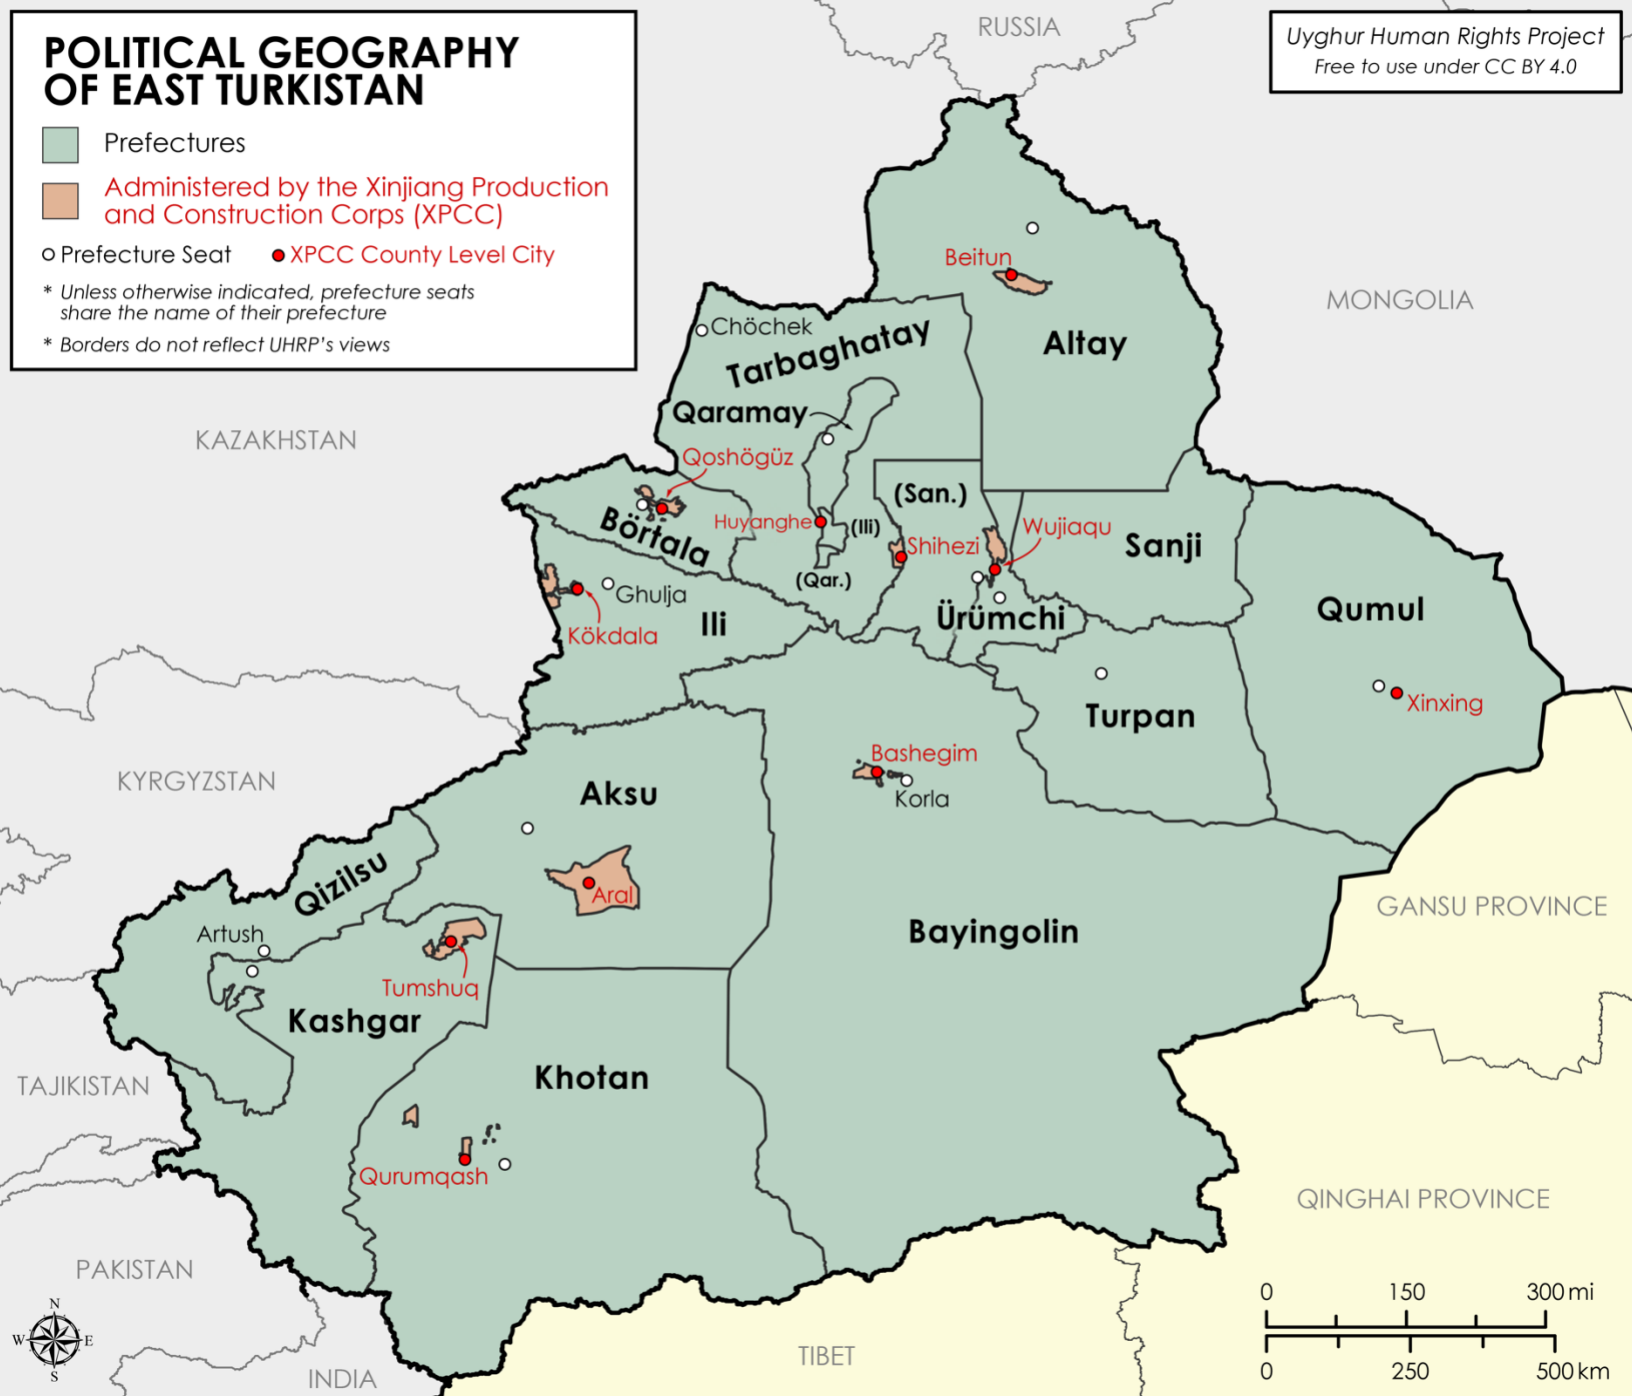 POLITICAL GEOGRAPHY
OF EAST TURKISTAN
Prefectures
Administered by the Xinjiang Production
and Construction Corps (XPCC)
Prefecture Seat
XPCC County Level City
* Unless otherwise indicated, prefecture seats
share the name of their prefecture
* Borders do not reflect UHRP's views
Uyghur Human Rights Project
Free to use under CC BY 4.0
RUSSIA
MONGOLIA
KAZAKHSTAN
KYRGYZSTAN
TAJIKISTAN
PAKISTAN
INDIA
TIBET
QINGHAI PROVINCE
GANSU PROVINCE
Beitun
Altay
Chöchek
Tarbaghatay
Qaramay
Qoshögüz
Börtala
Huyanghe
(Ili)
(Qar.)
(San.)
Shihezi
Wujiaqu
Sanji
Ürümchi
Qumul
Xinxing
Turpan
Ghulja
Ili
Kökdala
Bashegim
Korla
Aksu
Aral
Qizilsu
Artush
Tumshuq
Kashgar
Bayingolin
Khotan
Qurumqash
N
W
E
S
0 150 300 mi
0 250 500 km